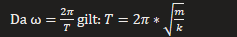 Da ω = 2π/T gilt: T = 2π * √(m/k)